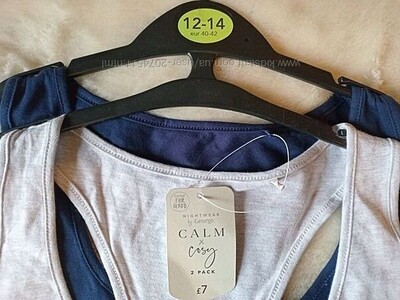 12-14
eur 40-42
NIGHTWEAR
by George.
CALM
x
cosy
2 PACK
£7